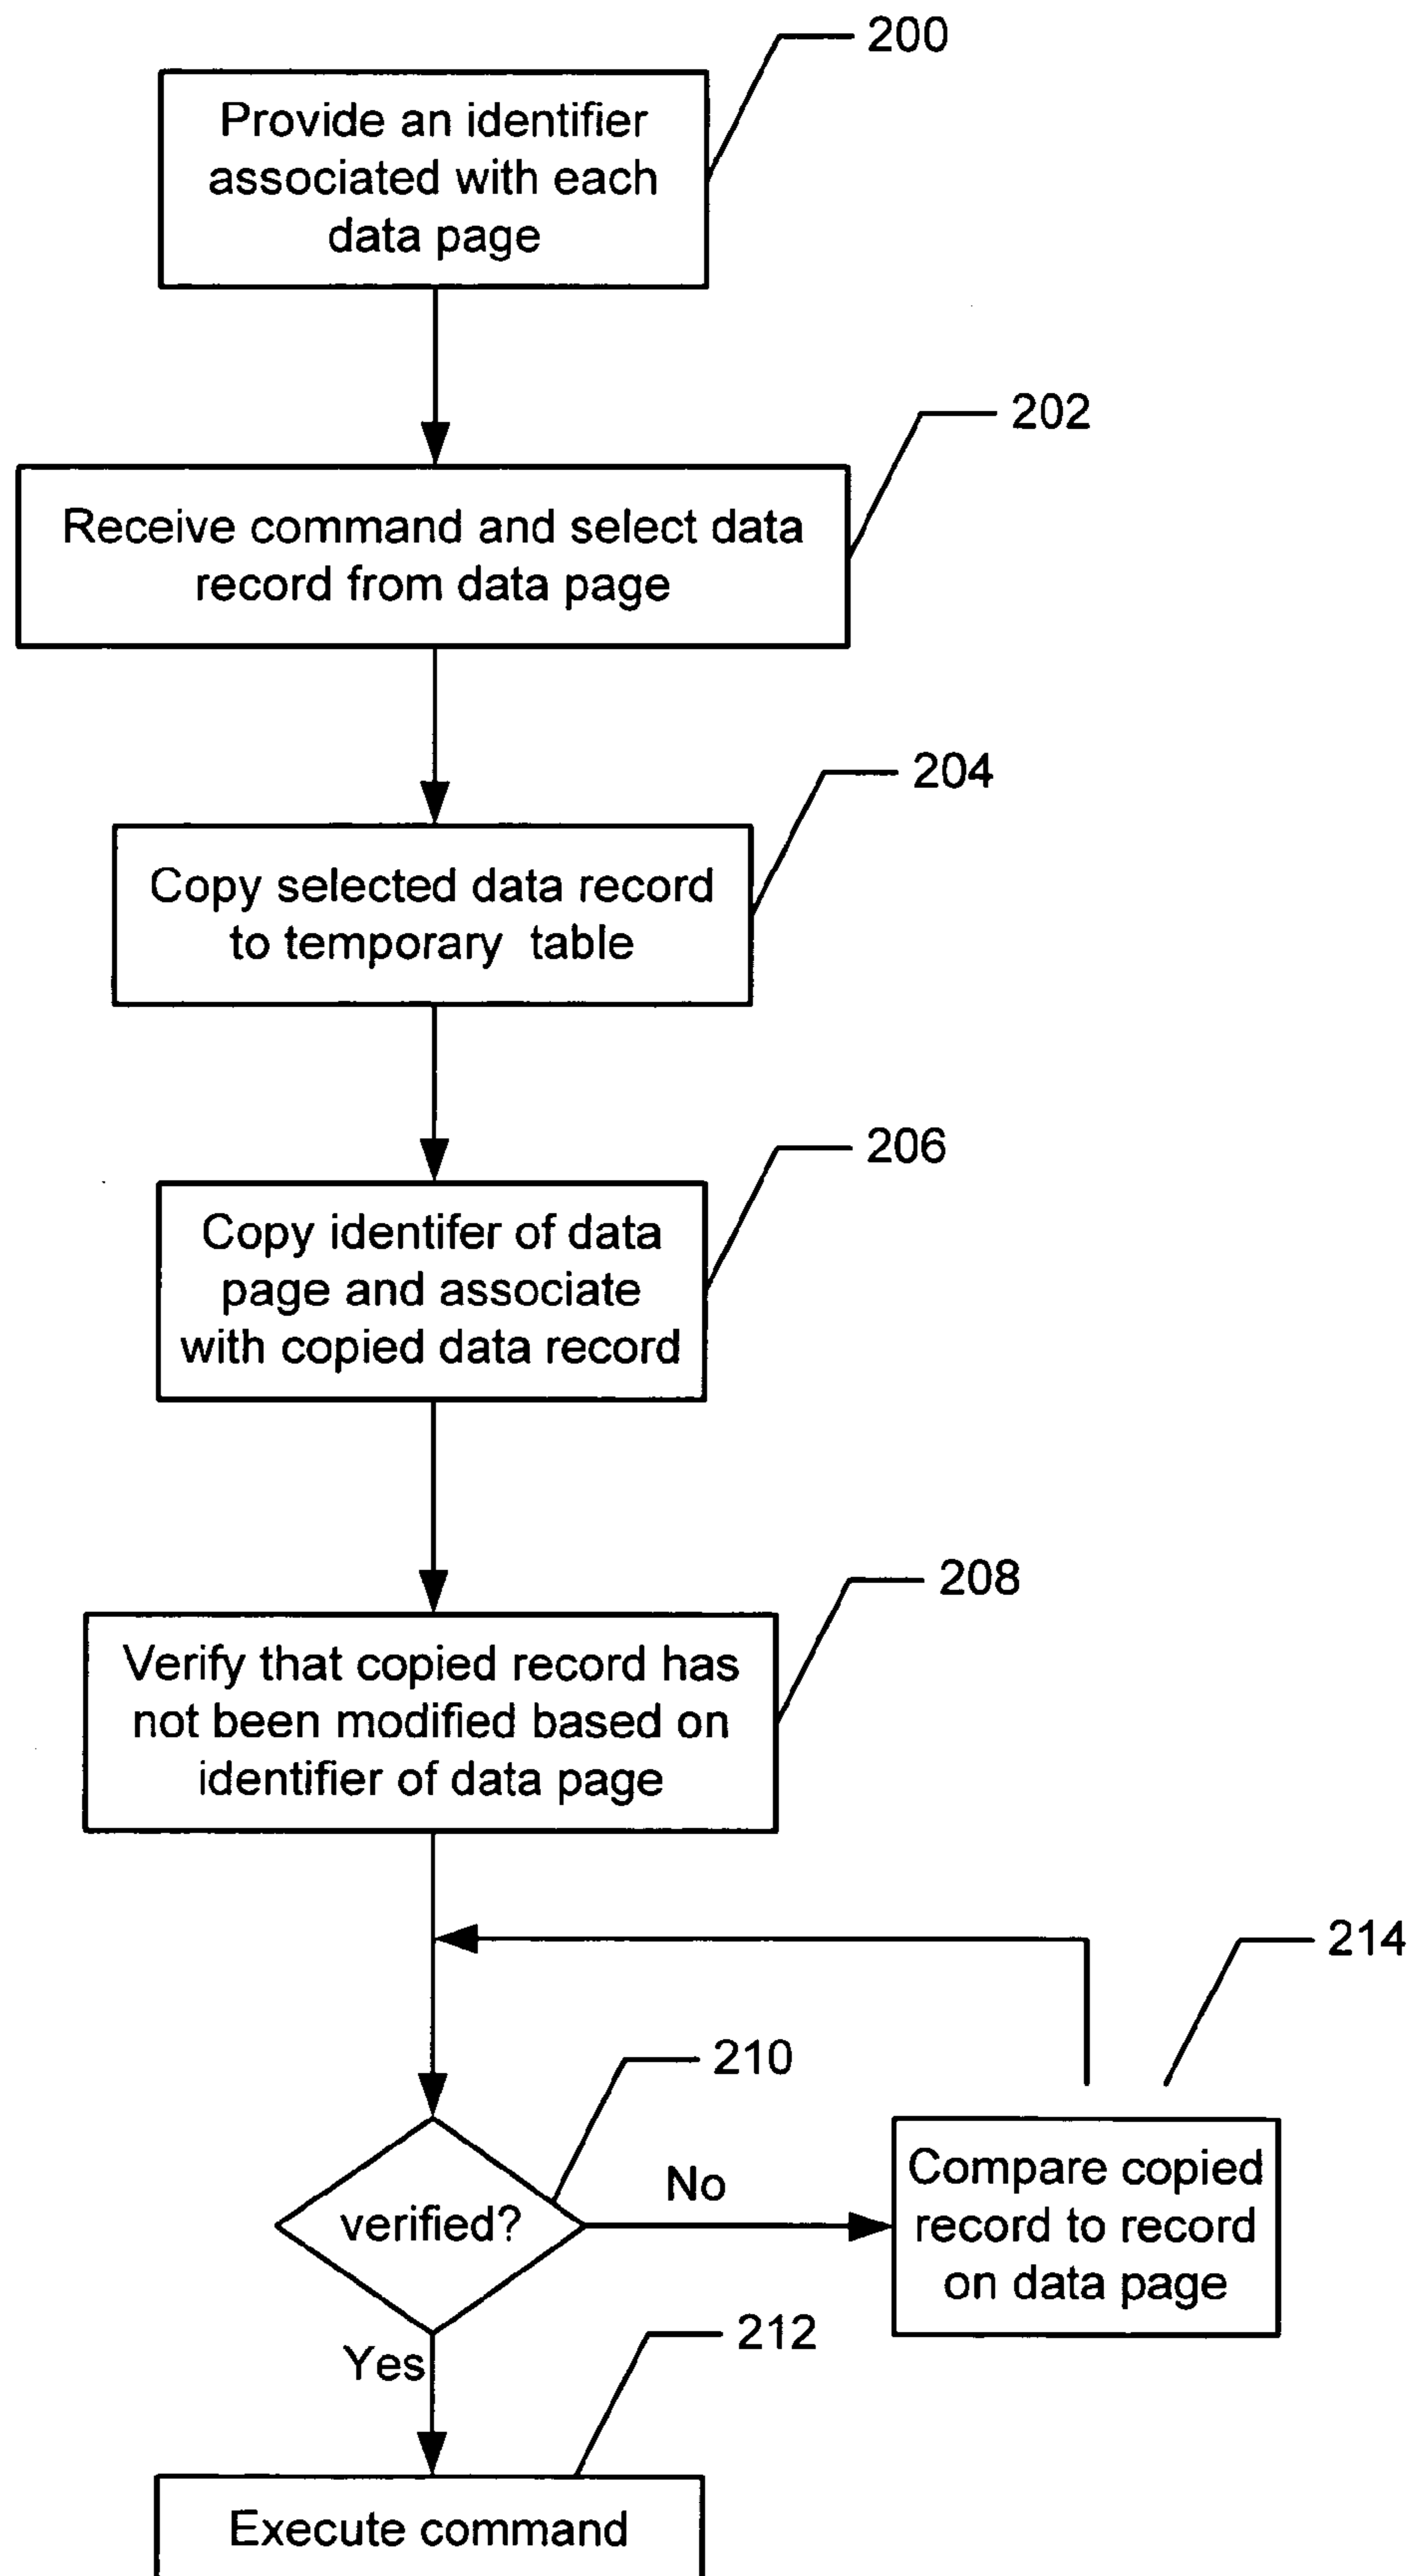 200
Provide an identifier
associated with each
data page
202
Receive command and select data
record from data page
204
Copy selected data record
to temporary table
206
Copy identifer of data
page and associate
with copied data record
208
Verify that copied record has
not been modified based on
identifier of data page
214
210
verified?
No
Compare copied
record to record
on data page
212
Yes
Execute command